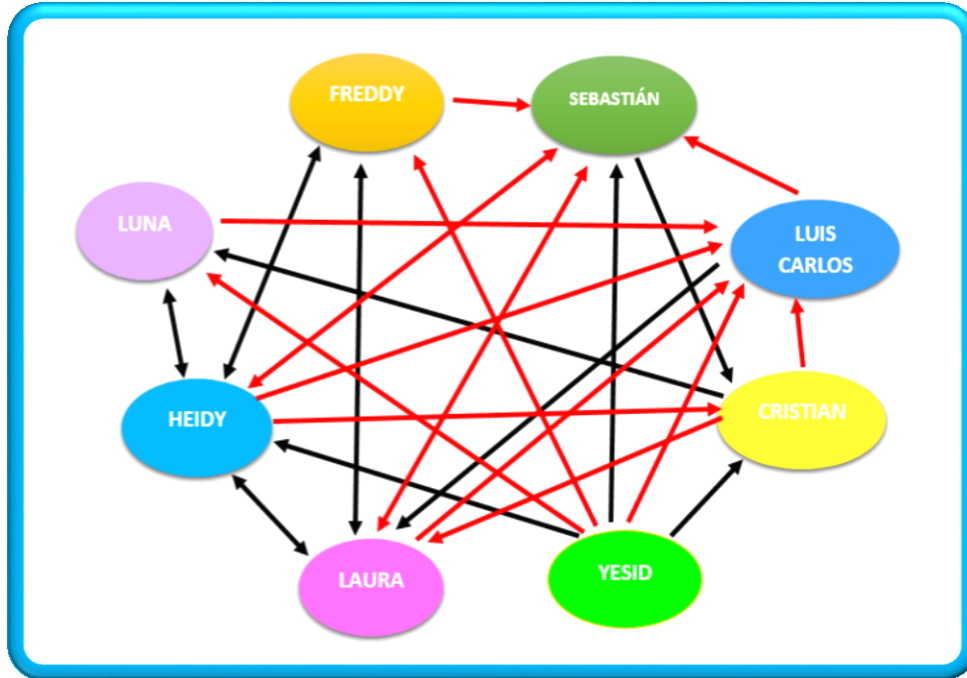 FREDDY
SEBASTIÁN
LUNA
LUIS
CARLOS
HEIDY
CRISTIAN
LAURA
YESID